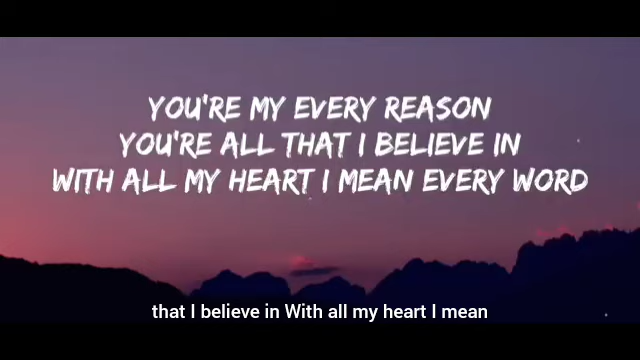 YOU'RE MY EVERY REASON
YOU'RE ALL THAT I BELIEVE IN
WITH ALL MY HEART I MEAN EVERY WORD
that I believe in With all my heart I mean